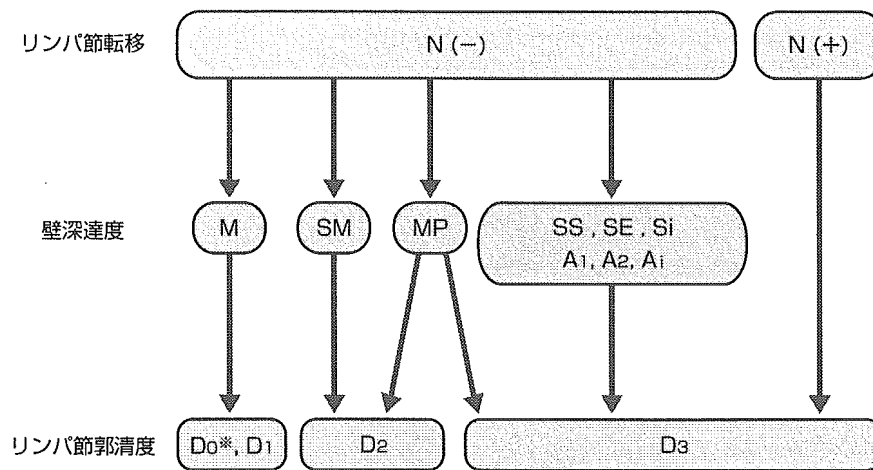 リンパ節転移
N (−)
N (+)
壁深達度
M
SM
MP
SS , SE , Si
A1, A2, Ai
リンパ節郭清度
D0※, D1
D2
D3